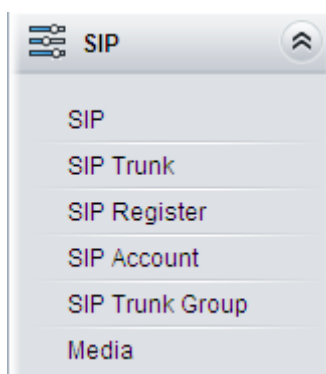 SIP
SIP
SIP Trunk
SIP Register
SIP Account
SIP Trunk Group
Media